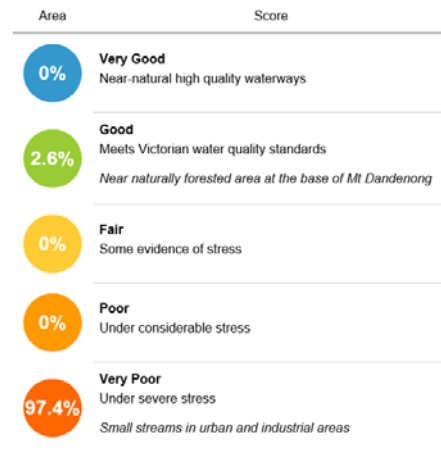 Area Score
0%
Very Good
Near-natural high quality waterways
2.6%
Good
Meets Victorian water quality standards
Near naturally forested area at the base of Mt Dandenong
0%
Fair
Some evidence of stress
0%
Poor
Under considerable stress
97.4%
Very Poor
Under severe stress
Small streams in urban and industrial areas